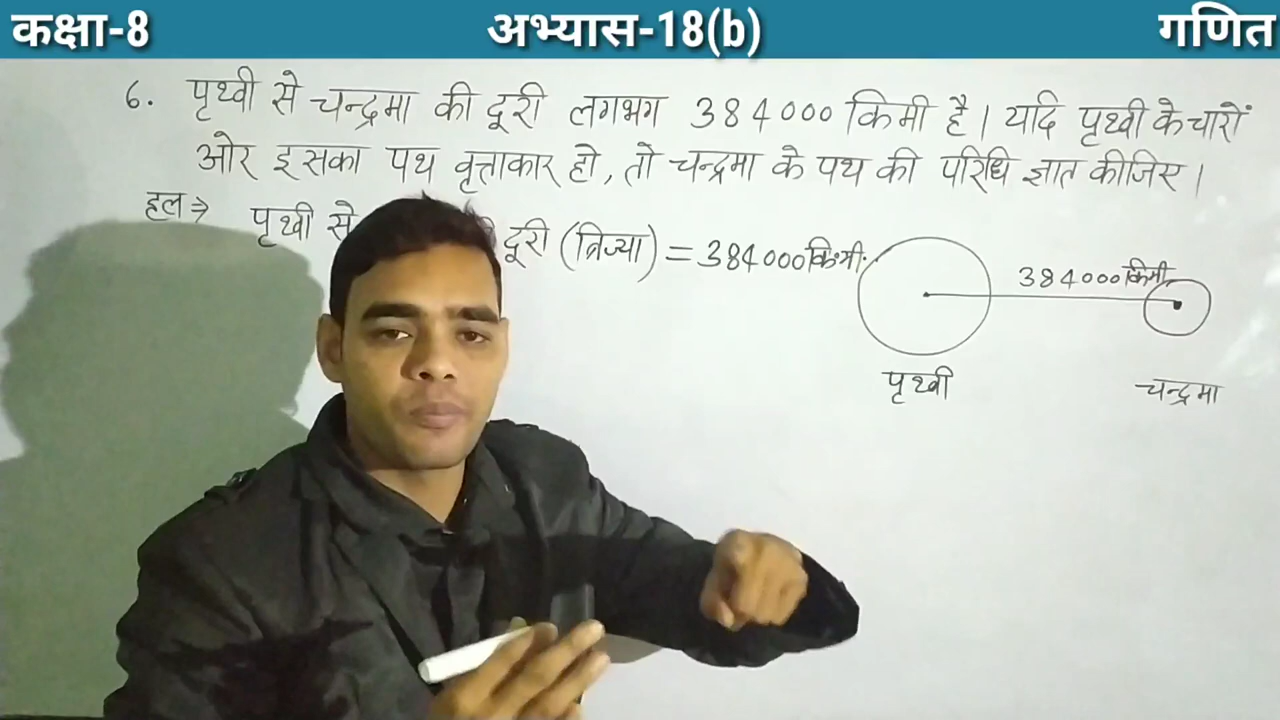 कक्षा-8 अभ्यास-18(b) गणित
6. पृथ्वी से चन्द्रमा की दूरी लगभग 384000 किमी है। यदि पृथ्वी के चारों
ओर इसका पथ वृत्ताकार हो, तो चन्द्रमा के पथ की परिधि ज्ञात कीजिए।
हल⇒ पृथ्वी से दूरी (त्रिज्या) = 384000 कि॰मी॰
384000 किमी
पृथ्वी चन्द्रमा